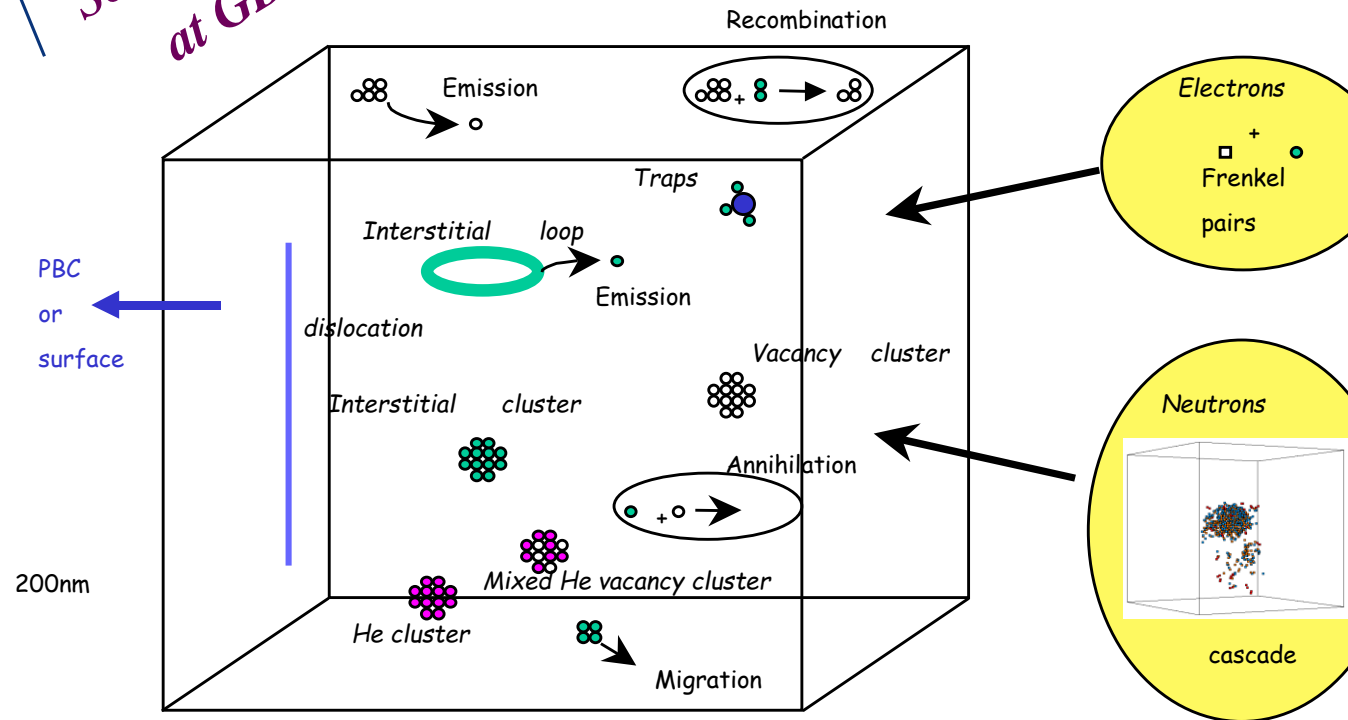 at
Recombination
Emission
+
Electrons
+
Frenkel
pairs
Traps
Interstitial loop
Emission
PBC
or
surface
dislocation
Vacancy cluster
Interstitial cluster
Neutrons
Annihilation
+
200nm
Mixed He vacancy cluster
He cluster
Migration
cascade